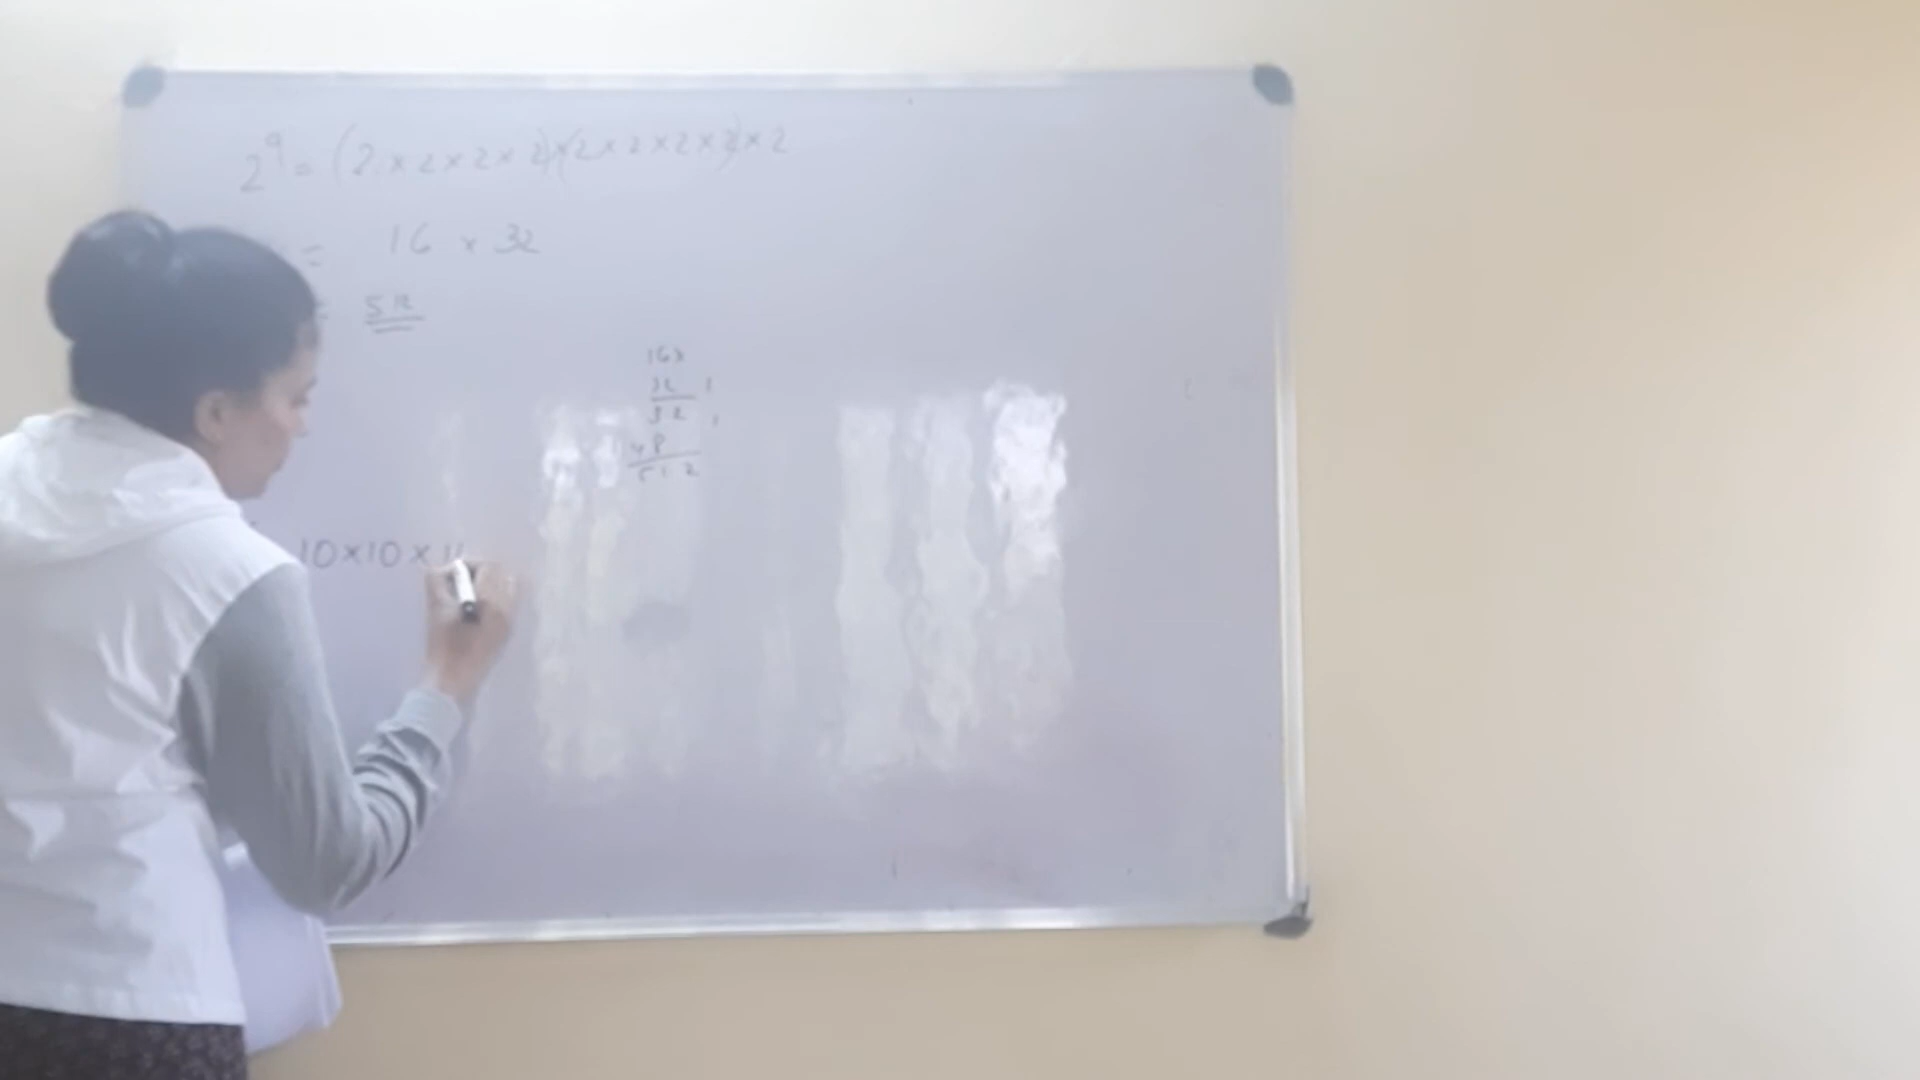 2⁹ = (2 × 2 × 2 × 2) × (2 × 2 × 2 × 2) × 2
= 16 × 32
= 512
16 ×
32
32
48
512
10 × 10 ×